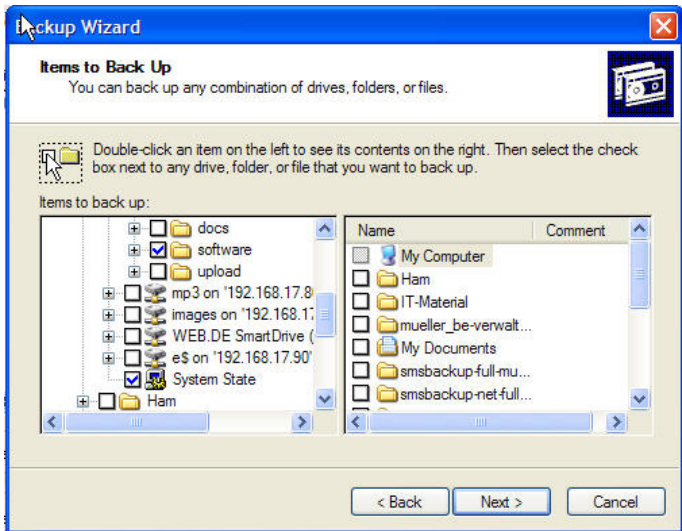 Backup Wizard
Items to Back Up
You can back up any combination of drives, folders, or files.
Double-click an item on the left to see its contents on the right. Then select the check
box next to any drive, folder, or file that you want to back up.
Items to back up:
docs
software
upload
mp3 on '192.168.17.8
images on '192.168.17
WEB.DE SmartDrive (
e$ on '192.168.17.90'
System State
Ham
Name Comment
My Computer
Ham
IT-Material
mueller_be-verwalt...
My Documents
smsbackup-full-mu...
smsbackup-net-full...
< Back Next > Cancel